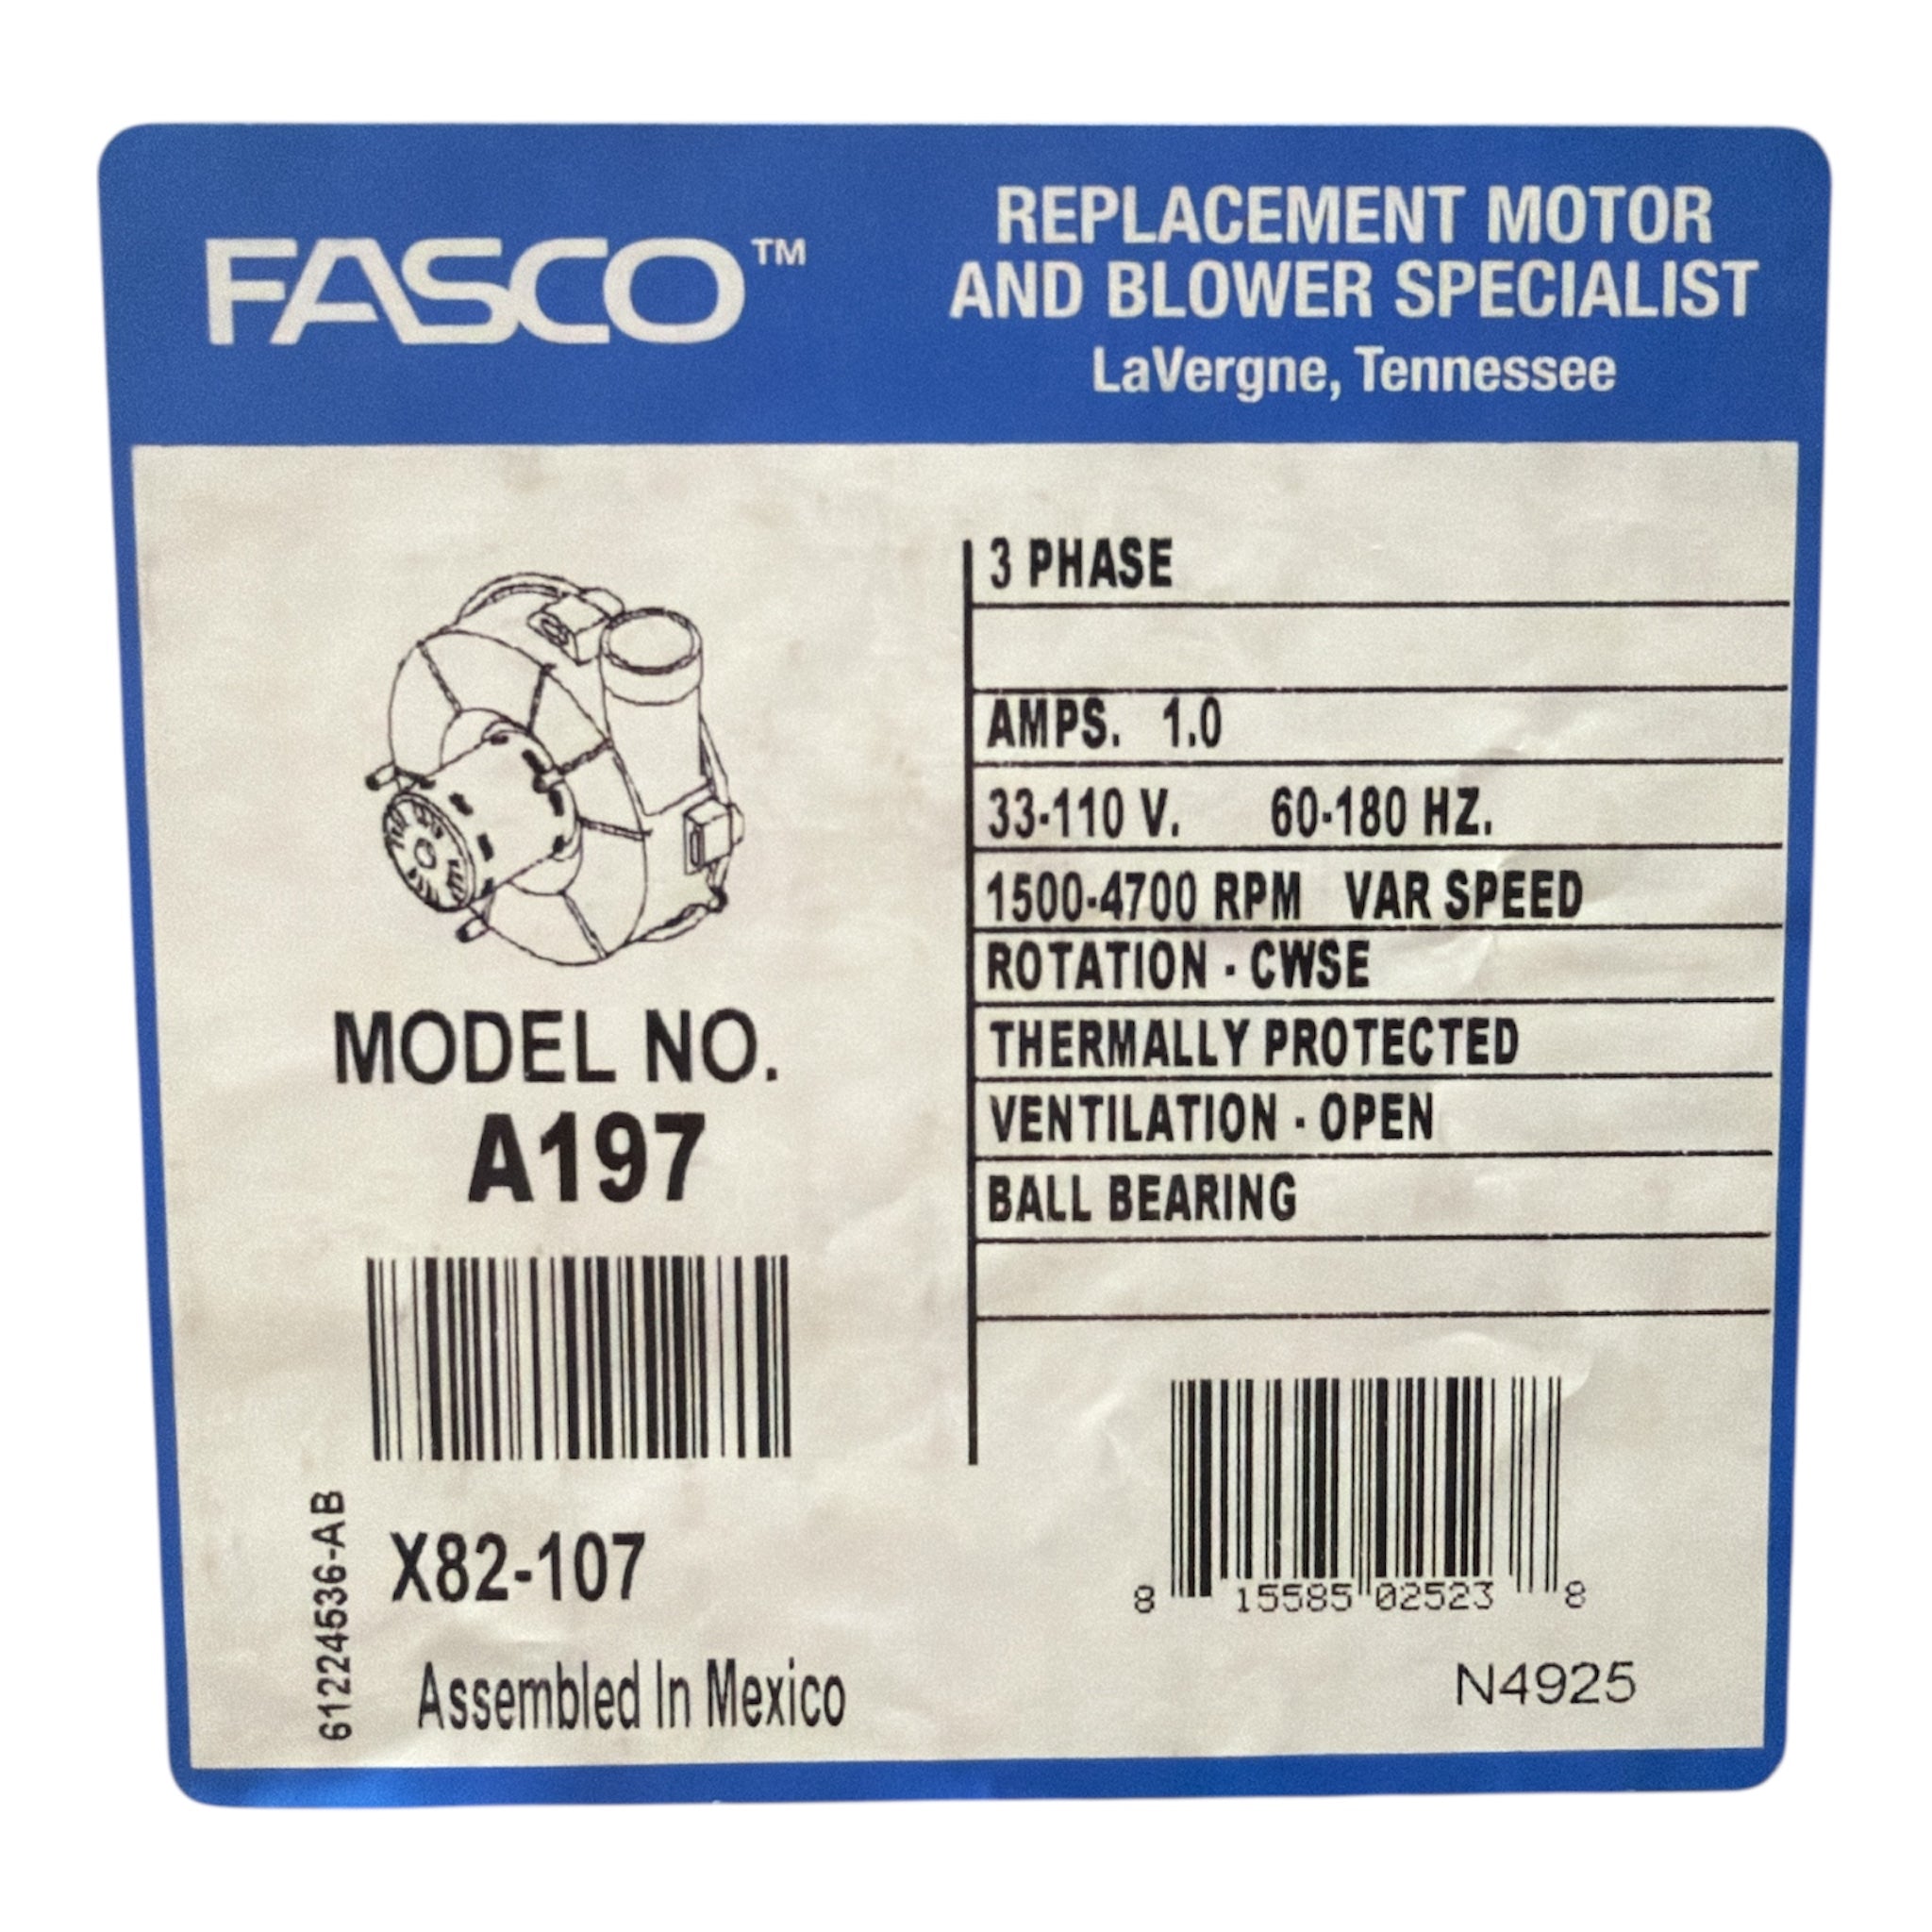 FASCO™
REPLACEMENT MOTOR
AND BLOWER SPECIALIST
LaVergne, Tennessee
MODEL NO.
A197
X82-107
61224536-AB
Assembled In Mexico
3 PHASE
AMPS. 1.0
33-110 V. 60-180 HZ.
1500-4700 RPM VAR SPEED
ROTATION - CWSE
THERMALLY PROTECTED
VENTILATION - OPEN
BALL BEARING
8 15585 02523 8
N4925